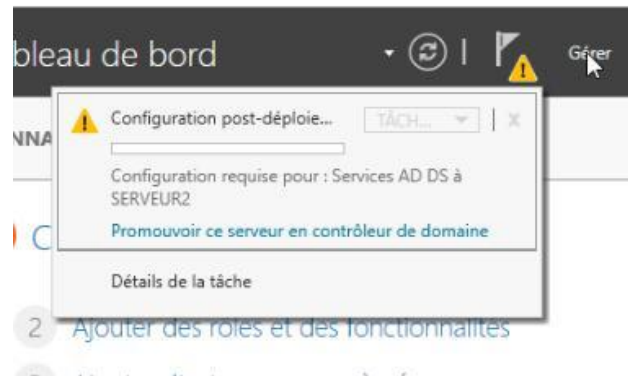 bleau de bord
Gérer
NNA
Configuration post-déploie...
TÂCH...
x
Configuration requise pour : Services AD DS à
SERVEUR2
Promouvoir ce serveur en contrôleur de domaine
C
Détails de la tâche
2 Ajouter des rôles et des fonctionnalités